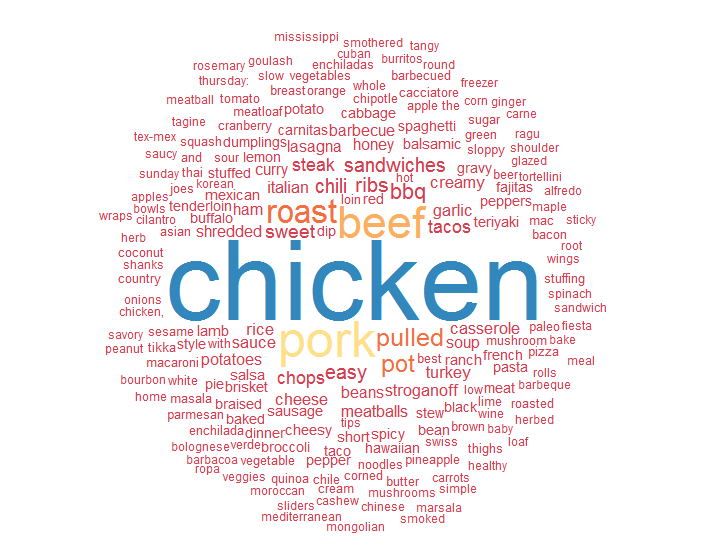 mississippi smothered tangy
cuban
rosemary goulash enchiladas burritos round
thursday: slow vegetables barbecued freezer
breast orange whole cacciatore
meatball tomato chipotle apple the corn ginger
meatloaf potato cabbage sugar carne
tagine cranberry carnitas barbecue spaghetti green ragu
tex-mex squash dumplings lasagna honey balsamic sloppy shoulder
saucy and sour lemon steak sandwiches gravy glazed
sunday thai stuffed curry hot beer tortellini
apples joes korean italian chili ribs bbq creamy fajitas alfredo
bowls tenderloin mexican loin red peppers maple
wraps cilantro buffalo ham roast beef garlic teriyaki mac sticky
herb asian shredded sweet dip tacos bacon root
coconut wings
shanks chicken stuffing
country spinach
onions sandwich
chicken,
savory sesame lamb rice pork pulled casserole paleo fiesta
peanut tikka style with sauce soup mushroom bake
macaroni potatoes pot best ranch french pizza meal
bourbon white salsa chops easy turkey pasta rolls
home masala pie brisket beans stroganoff low meat barbeque
parmesan braised cheese meatballs black lime roasted
baked sausage stew wine herbed
enchilada dinner cheesy tips bean brown baby
bolognese verde broccoli short spicy swiss thighs loaf
ropa barbacoa vegetable taco hawaiian pineapple healthy
veggies quinoa pepper noodles carrots
moroccan chile corned butter simple
sliders cream mushrooms marsala
mediterranean cashew chinese smoked
mongolian